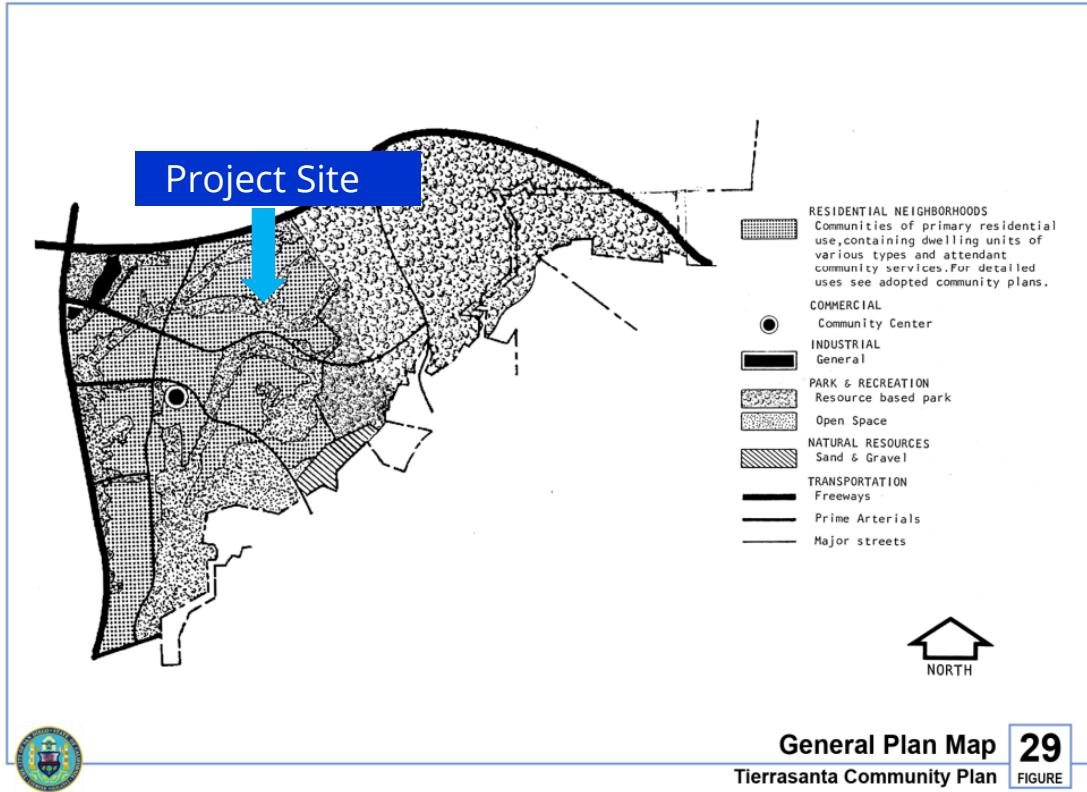 Project Site
RESIDENTIAL NEIGHBORHOODS
Communities of primary residential
use,containing dwelling units of
various types and attendant
community services.For detailed
uses see adopted community plans.
COMMERCIAL
Community Center
INDUSTRIAL
General
PARK & RECREATION
Resource based park
Open Space
NATURAL RESOURCES
Sand & Gravel
TRANSPORTATION
Freeways
Prime Arterials
Major streets
NORTH
General Plan Map
Tierrasanta Community Plan
29
FIGURE